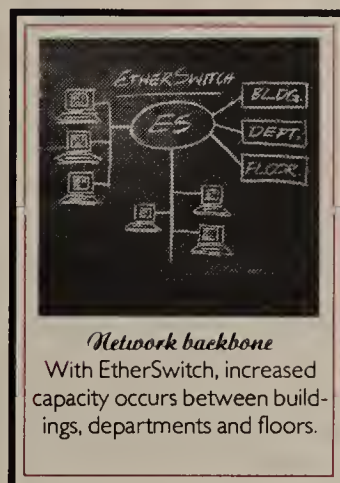 ETHERSWITCH
ES
BLDG.
DEPT.
FLOOR.
Network backbone
With EtherSwitch, increased
capacity occurs between build-
ings, departments and floors.